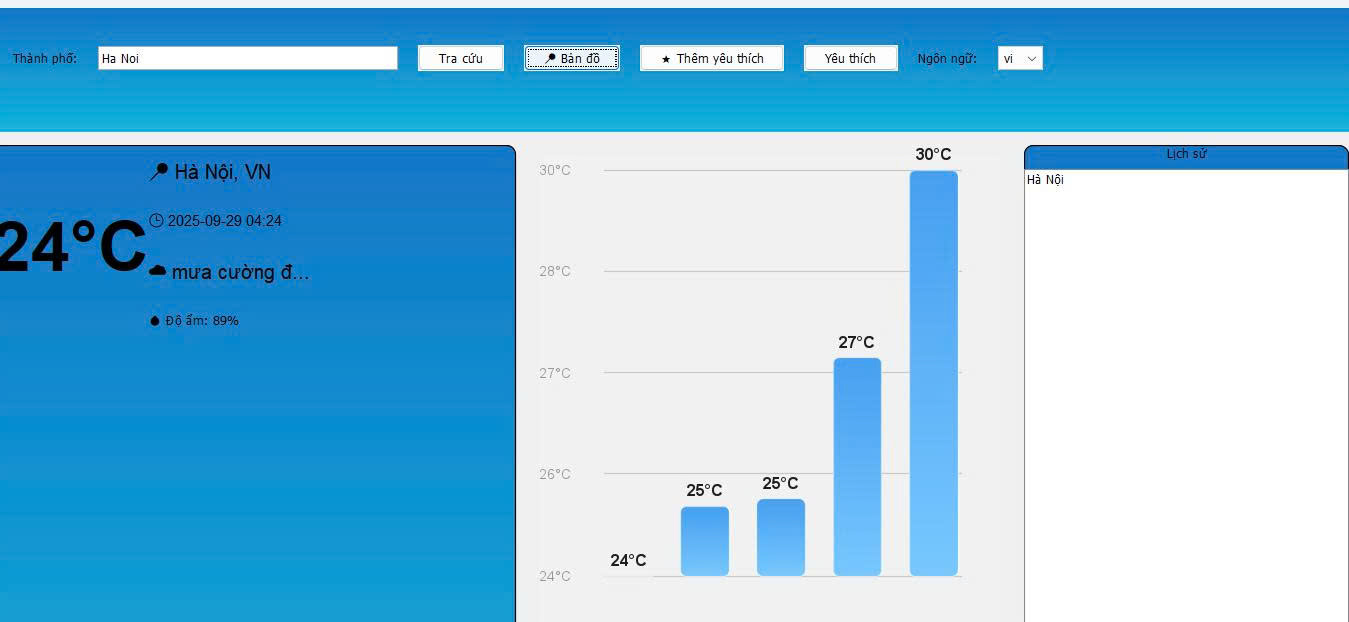 Thành phố: Ha Noi Tra cứu Bản đồ ★ Thêm yêu thích Yêu thích Ngôn ngữ: vi
Hà Nội, VN
2025-09-29 04:24
24°C
mưa cường đ...
Độ ẩm: 89%
30°C
30°C
28°C
27°C
27°C
26°C
25°C
25°C
24°C
24°C
Lịch sử
Hà Nội